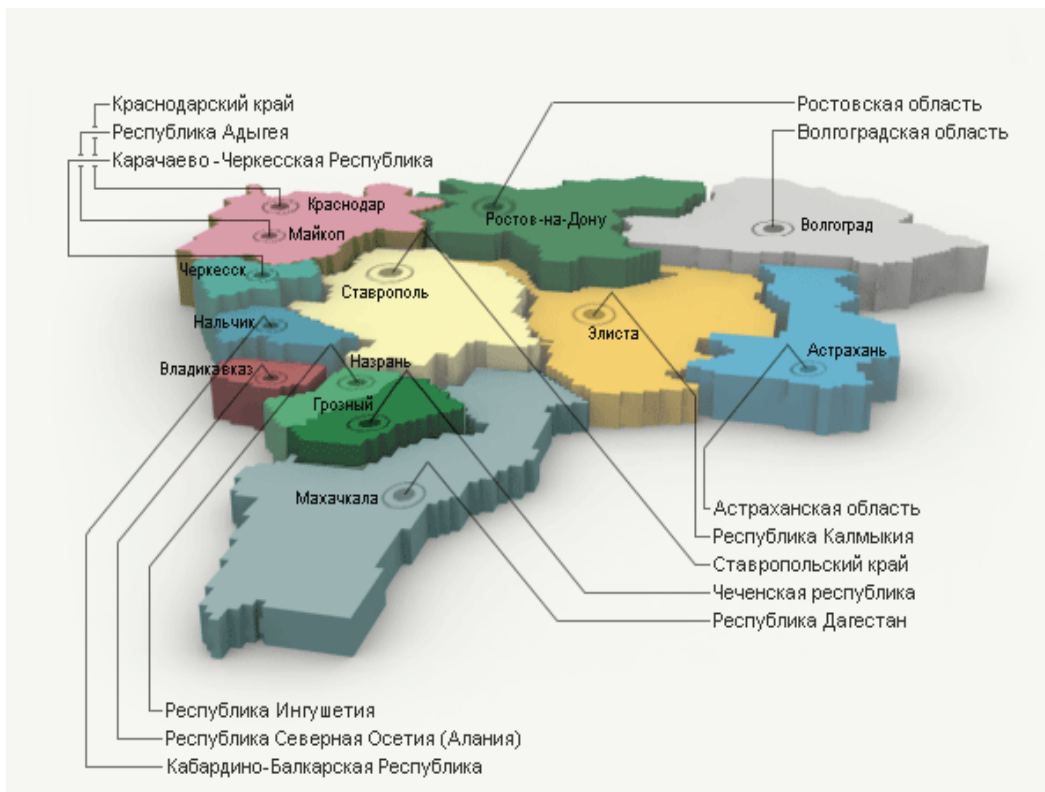 Краснодарский край
Республика Адыгея
Карачаево -Черкесская Республика
Ростовская область
Волгоградская область
Краснодар
Майкоп
Ростов-на-Дону
Волгоград
Черкесск
Ставрополь
Нальчик
Элиста
Астрахань
Владикавказ
Назрань
Грозный
Махачкала
Астраханская область
Республика Калмыкия
Ставропольский край
Чеченская республика
Республика Дагестан
Республика Ингушетия
Республика Северная Осетия (Алания)
Кабардино-Балкарская Республика